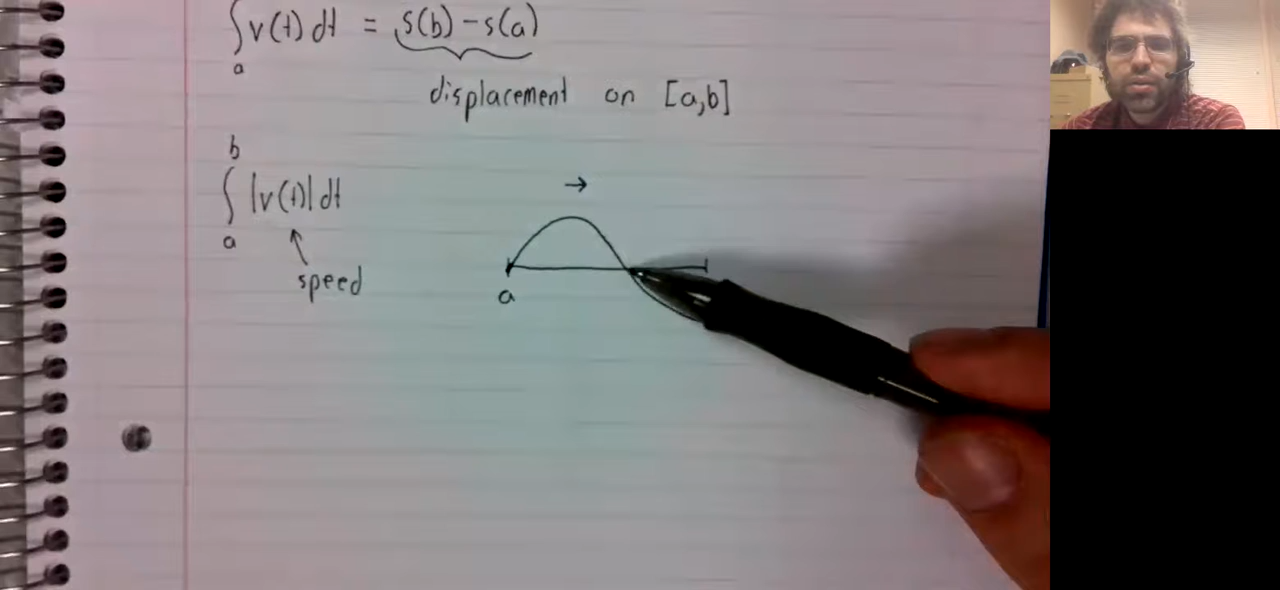 ∫ₐ v(t) dt = s(b) - s(a)
displacement on [a,b]
b
∫ |v(t)| dt
a
speed
→
a